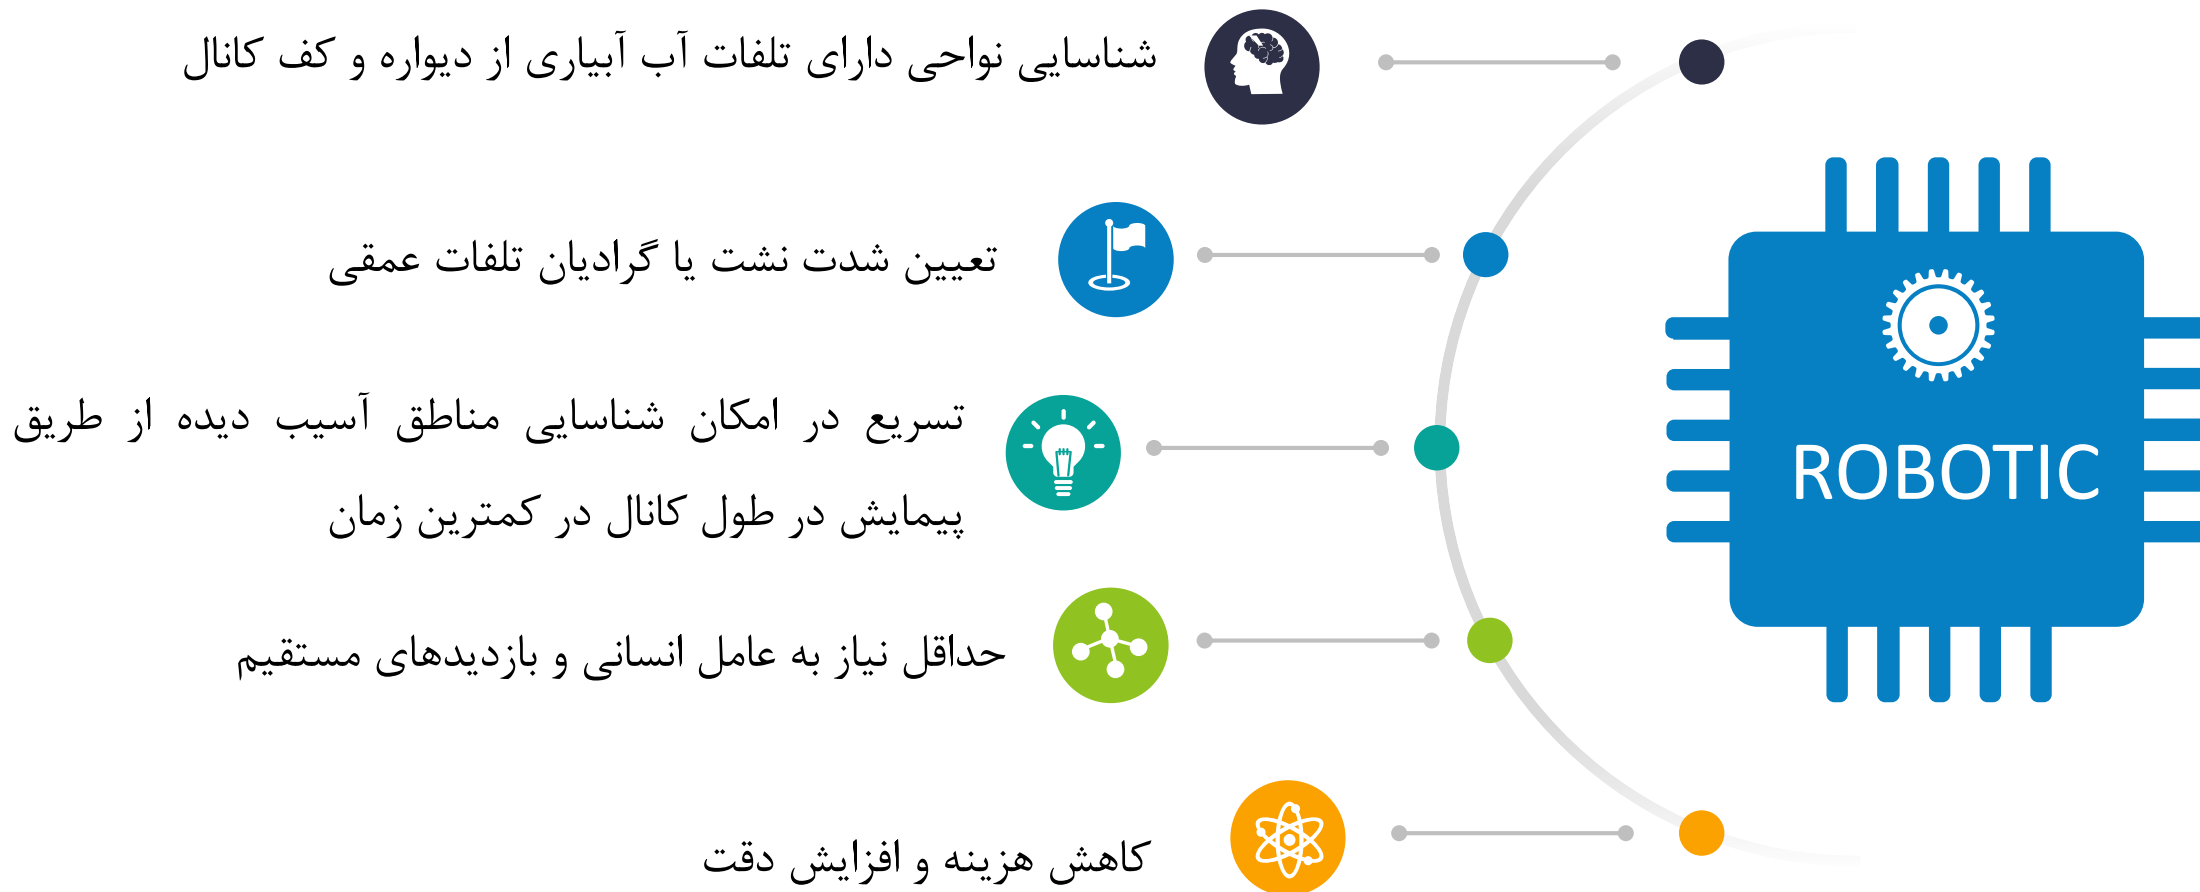 شناسایی نواحی دارای تلفات آب آبیاری از دیواره و کف کانال
تعیین شدت نشت یا گرادیان تلفات عمقی
تسریع در امکان شناسایی مناطق آسیب دیده از طریق
پیمایش در طول کانال در کمترین زمان
حداقل نیاز به عامل انسانی و بازدیدهای مستقیم
کاهش هزینه و افزایش دقت
ROBOTIC